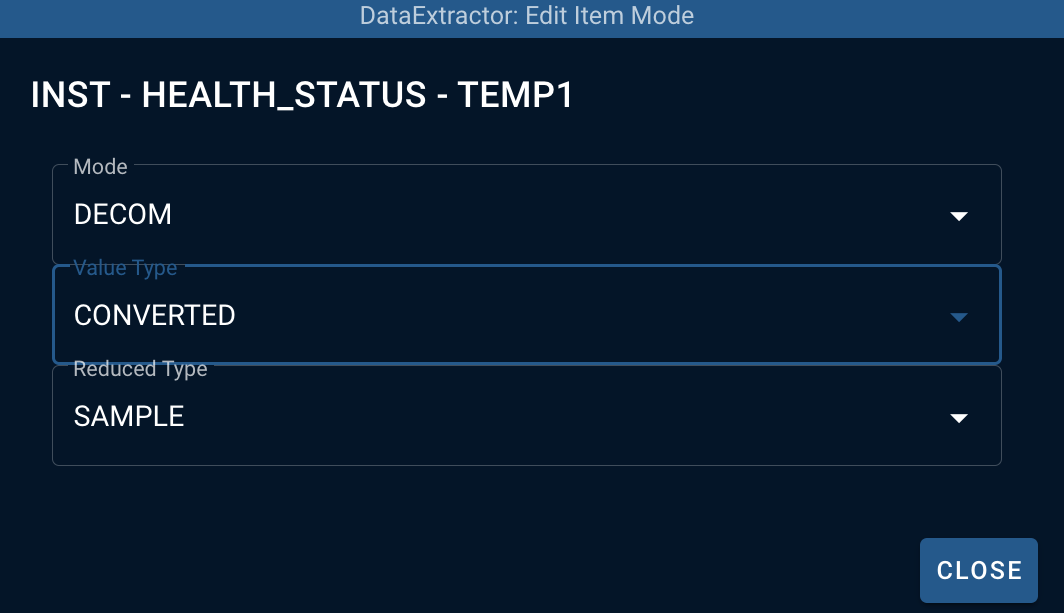 DataExtractor: Edit Item Mode
INST - HEALTH_STATUS - TEMP1
Mode
DECOM
Value Type
CONVERTED
Reduced Type
SAMPLE
CLOSE